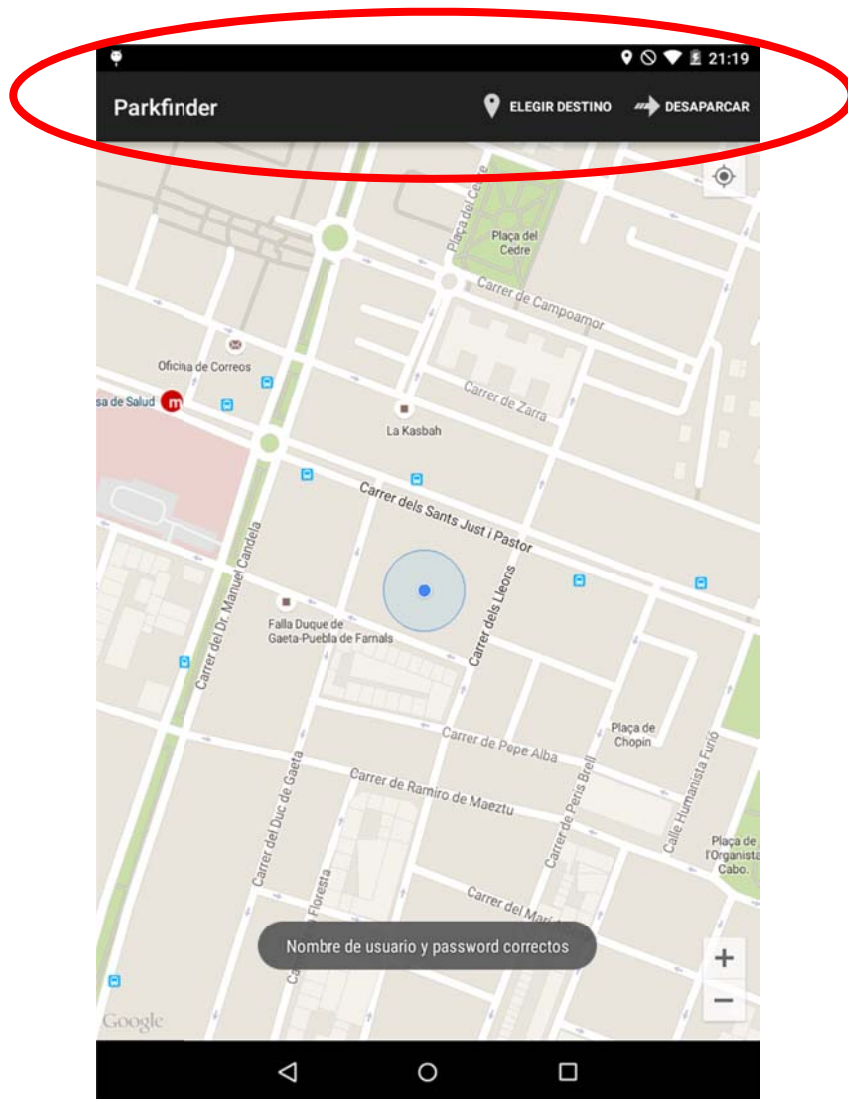 21:19
Parkfinder
ELEGIR DESTINO
DESAPARCAR
Plaça del Cedre
Plaça del
Cedre
Carrer de Campoamor
Oficina de Correos
Carrer de Zarra
sa de Salud
m
La Kasbah
Carrer dels Sants Just i Pastor
Carrer del Dr. Manuel Candela
Carrer dels Lleons
Falla Duque de
Gaeta-Puebla de Farnals
Plaça de
Chopin
Carrer de Pepe Alba
Calle Humanista Furió
Carrer del Duc de Gaeta
Carrer de Ramiro de Maeztu
Carrer de Peris Brell
Plaça de
l'Organista
Cabo.
Floresta
Carrer del Marí
Nombre de usuario y password correctos
+
−
Google